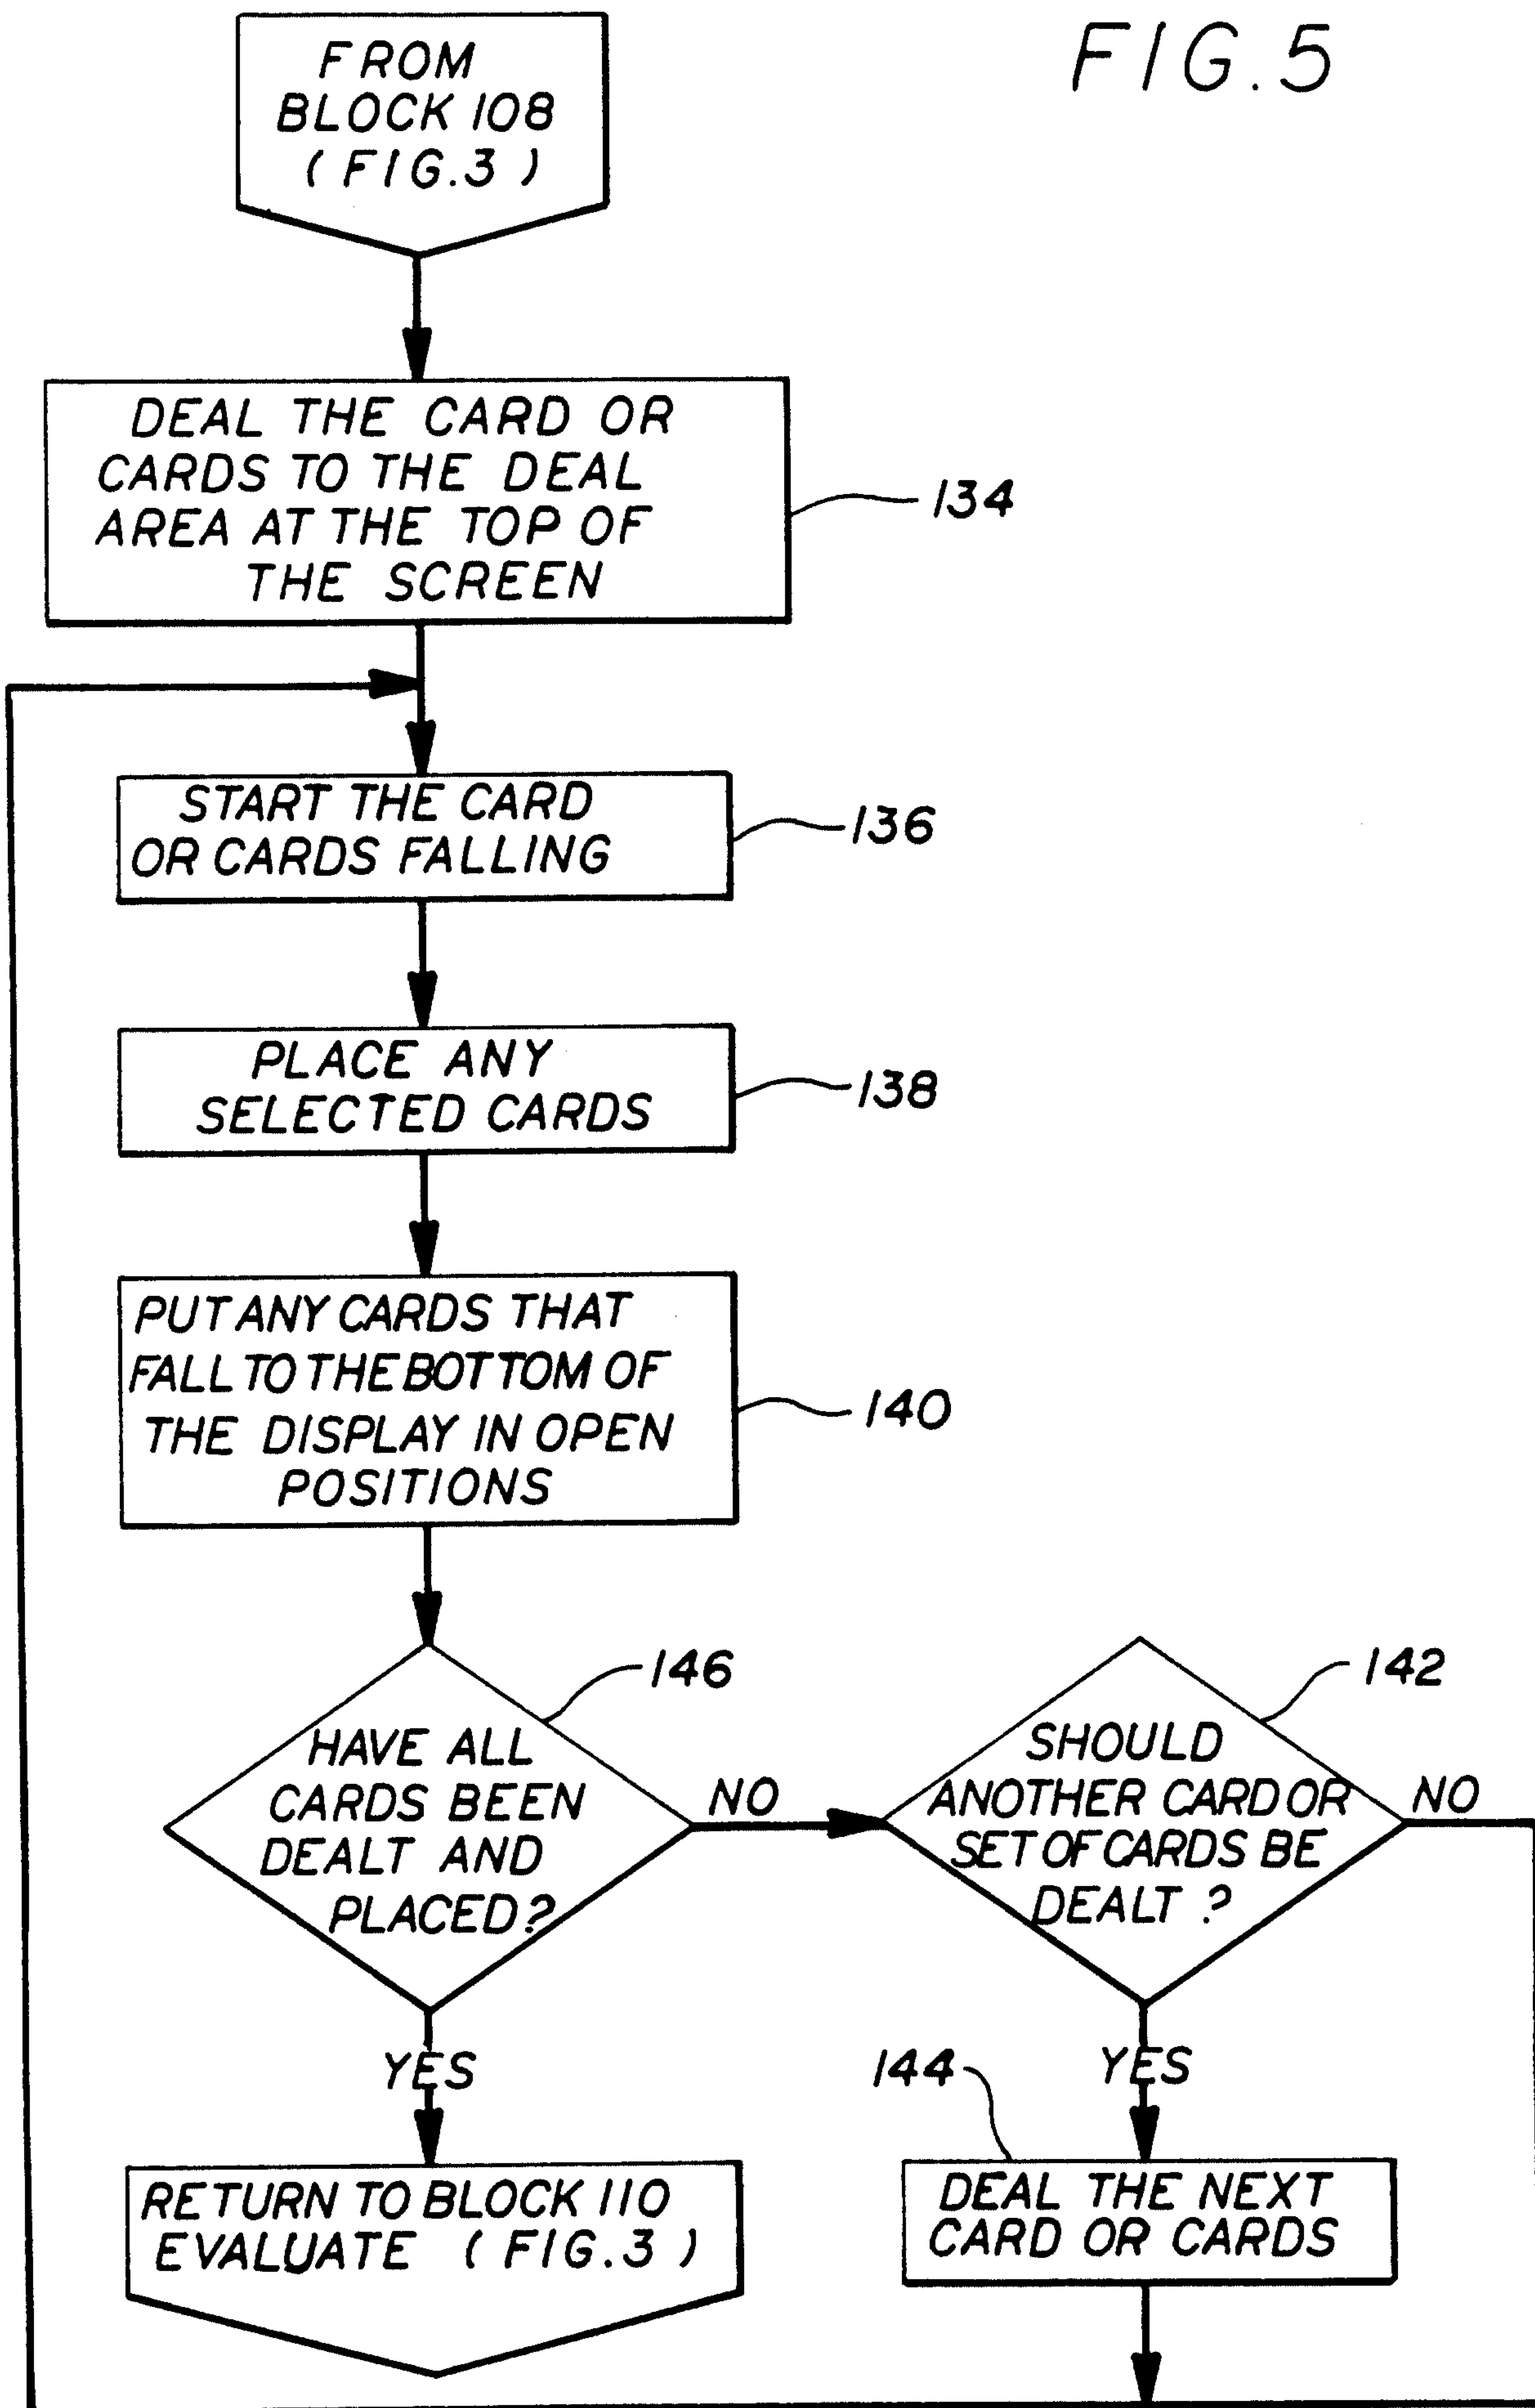 FIG. 5
FROM
BLOCK 108
( FIG. 3 )
DEAL THE CARD OR
CARDS TO THE DEAL
AREA AT THE TOP OF
THE SCREEN
134
START THE CARD
OR CARDS FALLING
136
PLACE ANY
SELECTED CARDS
138
PUT ANY CARDS THAT
FALL TO THE BOTTOM OF
THE DISPLAY IN OPEN
POSITIONS
140
146
HAVE ALL
CARDS BEEN
DEALT AND
PLACED?
NO
142
SHOULD
ANOTHER CARD OR
SET OF CARDS BE
DEALT ?
NO
YES
RETURN TO BLOCK 110
EVALUATE ( FIG. 3 )
YES
144
DEAL THE NEXT
CARD OR CARDS